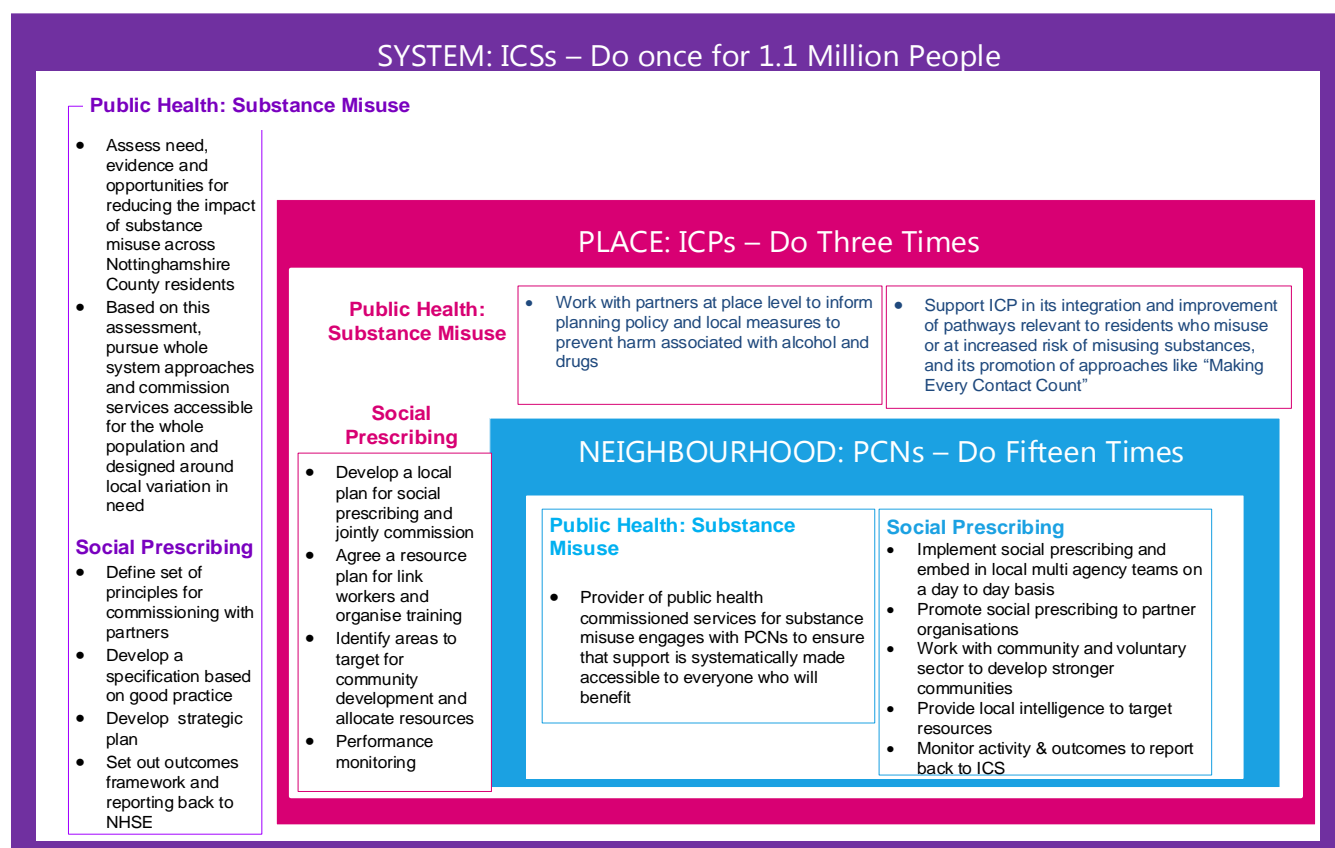 SYSTEM: ICSs – Do once for 1.1 Million People
Public Health: Substance Misuse
• Assess need,
evidence and
opportunities for
reducing the impact
of substance
misuse across
Nottinghamshire
County residents
• Based on this
assessment,
pursue whole
system approaches
and commission
services accessible
for the whole
population and
designed around
local variation in
need
Social Prescribing
• Define set of
principles for
commissioning with
partners
• Develop a
specification based
on good practice
• Develop strategic
plan
• Set out outcomes
framework and
reporting back to
NHSE
PLACE: ICPs – Do Three Times
Public Health:
Substance Misuse
• Work with partners at place level to inform
planning policy and local measures to
prevent harm associated with alcohol and
drugs
• Support ICP in its integration and improvement
of pathways relevant to residents who misuse
or at increased risk of misusing substances,
and its promotion of approaches like “Making
Every Contact Count”
Social
Prescribing
• Develop a local
plan for social
prescribing and
jointly commission
• Agree a resource
plan for link
workers and
organise training
• Identify areas to
target for
community
development and
allocate resources
• Performance
monitoring
NEIGHBOURHOOD: PCNs – Do Fifteen Times
Public Health: Substance
Misuse
• Provider of public health
commissioned services for substance
misuse engages with PCNs to ensure
that support is systematically made
accessible to everyone who will
benefit
Social Prescribing
• Implement social prescribing and
embed in local multi agency teams on
a day to day basis
• Promote social prescribing to partner
organisations
• Work with community and voluntary
sector to develop stronger
communities
• Provide local intelligence to target
resources
• Monitor activity & outcomes to report
back to ICS